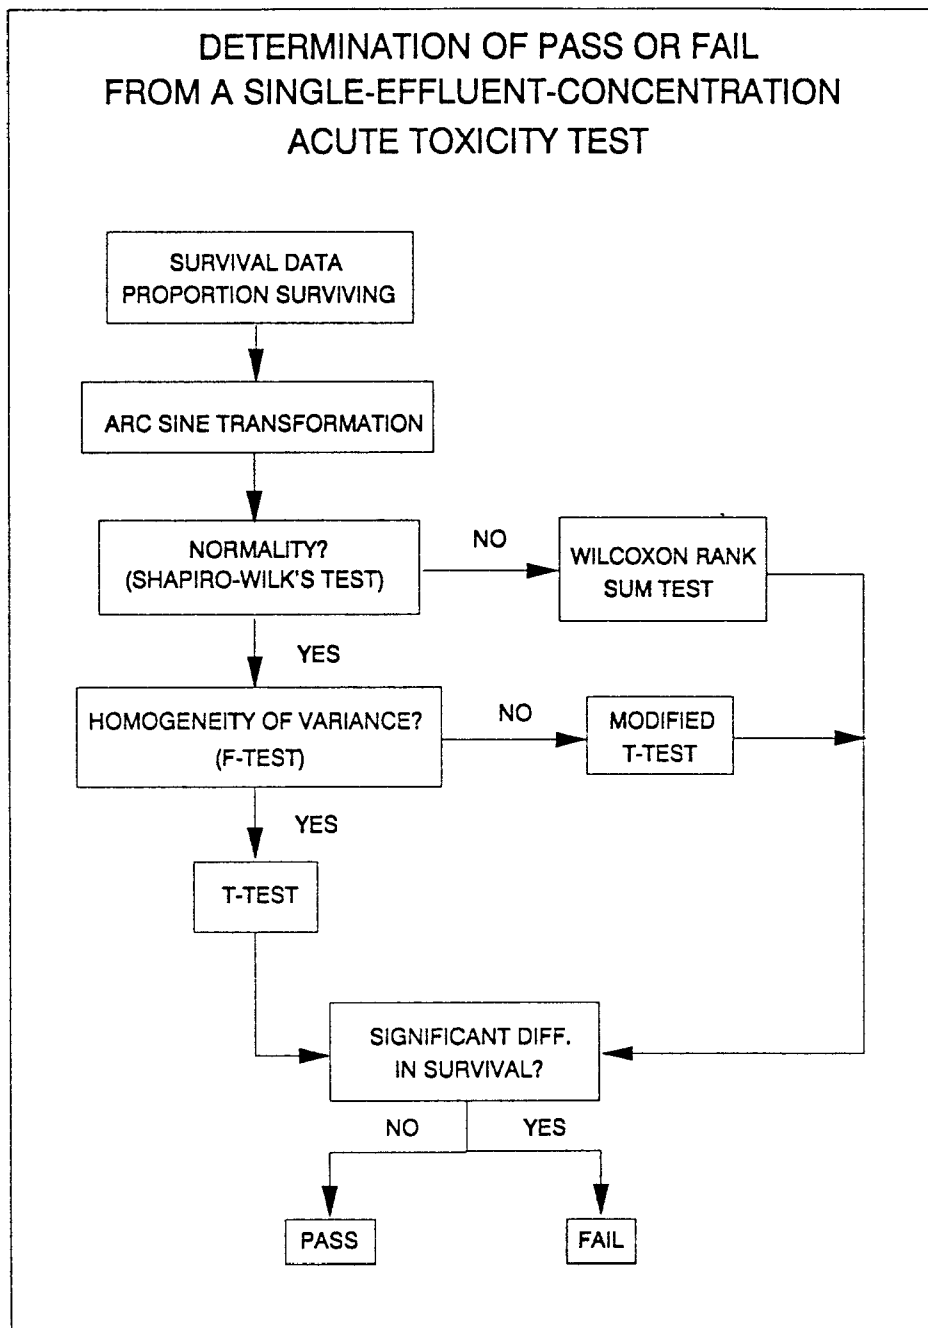 DETERMINATION OF PASS OR FAIL
FROM A SINGLE-EFFLUENT-CONCENTRATION
ACUTE TOXICITY TEST
SURVIVAL DATA
PROPORTION SURVIVING
ARC SINE TRANSFORMATION
NORMALITY?
(SHAPIRO-WILK'S TEST)
NO
WILCOXON RANK
SUM TEST
YES
HOMOGENEITY OF VARIANCE?
(F-TEST)
NO
MODIFIED
T-TEST
YES
T-TEST
SIGNIFICANT DIFF.
IN SURVIVAL?
NO
YES
PASS
FAIL